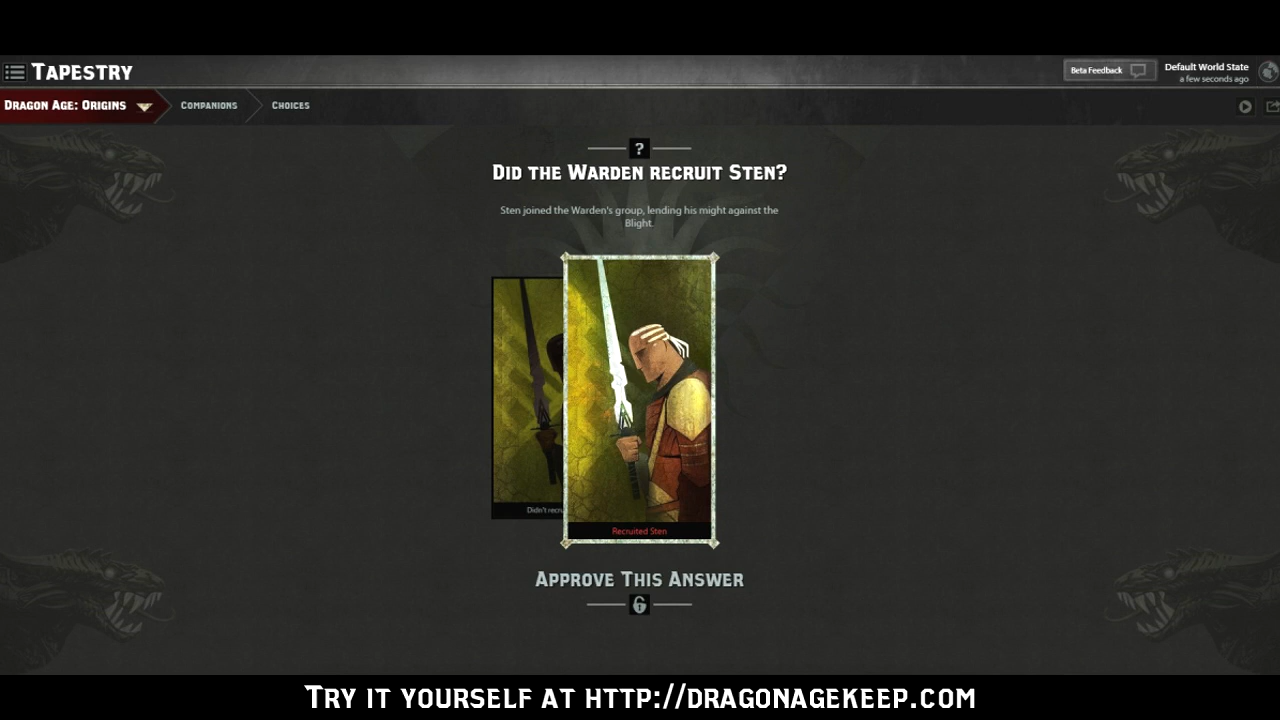 TAPESTRY
Beta Feedback
Default World State
a few seconds ago
DRAGON AGE: ORIGINS
COMPANIONS
CHOICES
?
DID THE WARDEN RECRUIT STEN?
Sten joined the Warden's group, lending his might against the
Blight.
Didn't recru
Recruited Sten
APPROVE THIS ANSWER
TRY IT YOURSELF AT HTTP://DRAGONAGEKEEP.COM